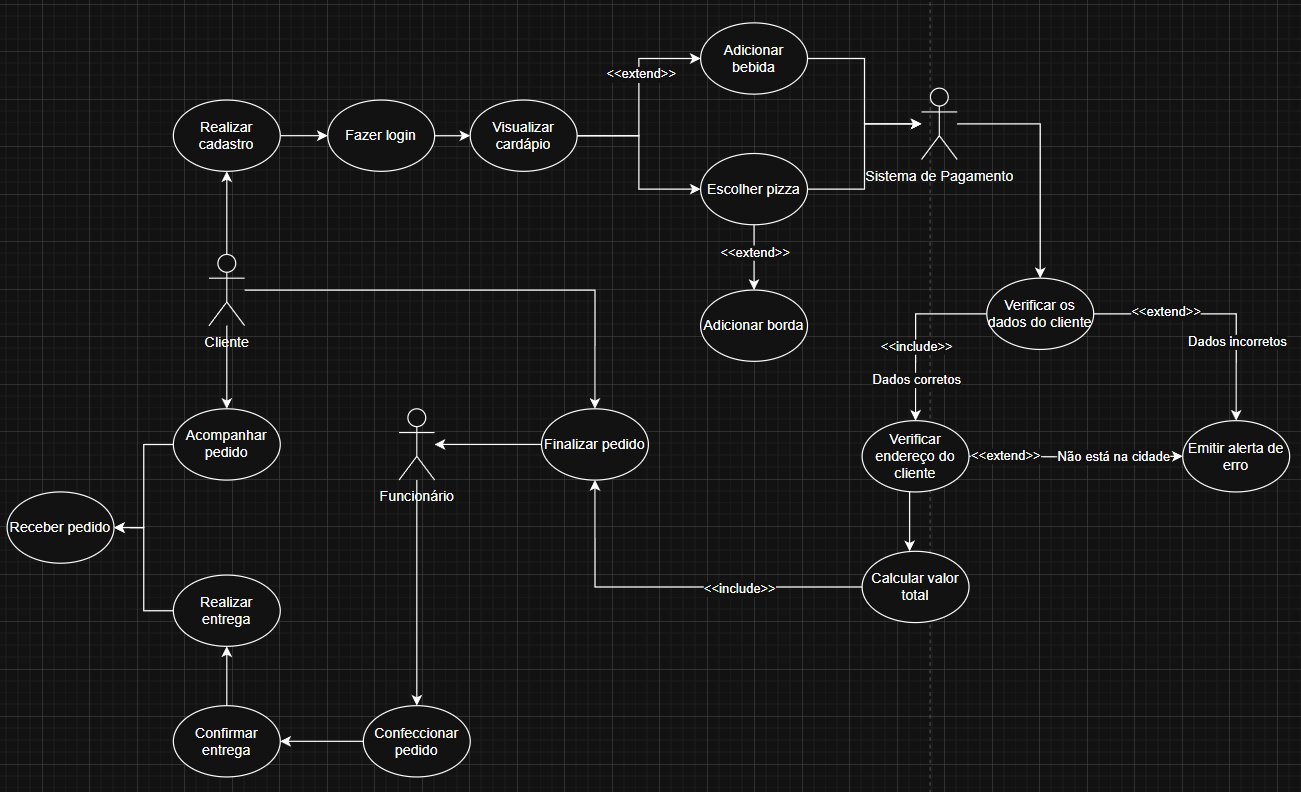 Adicionar
bebida
<<extend>>
Realizar
cadastro
Fazer login
Visualizar
cardápio
Escolher pizza
Sistema de Pagamento
<<extend>>
Adicionar borda
Verificar os
dados do cliente
<<extend>>
Dados incorretos
<<include>>
Dados corretos
Cliente
Acompanhar
pedido
Finalizar pedido
Verificar
endereço do
cliente
<<extend>>
Não está na cidade
Emitir alerta de
erro
Funcionário
Receber pedido
Calcular valor
total
<<include>>
Realizar
entrega
Confirmar
entrega
Confeccionar
pedido